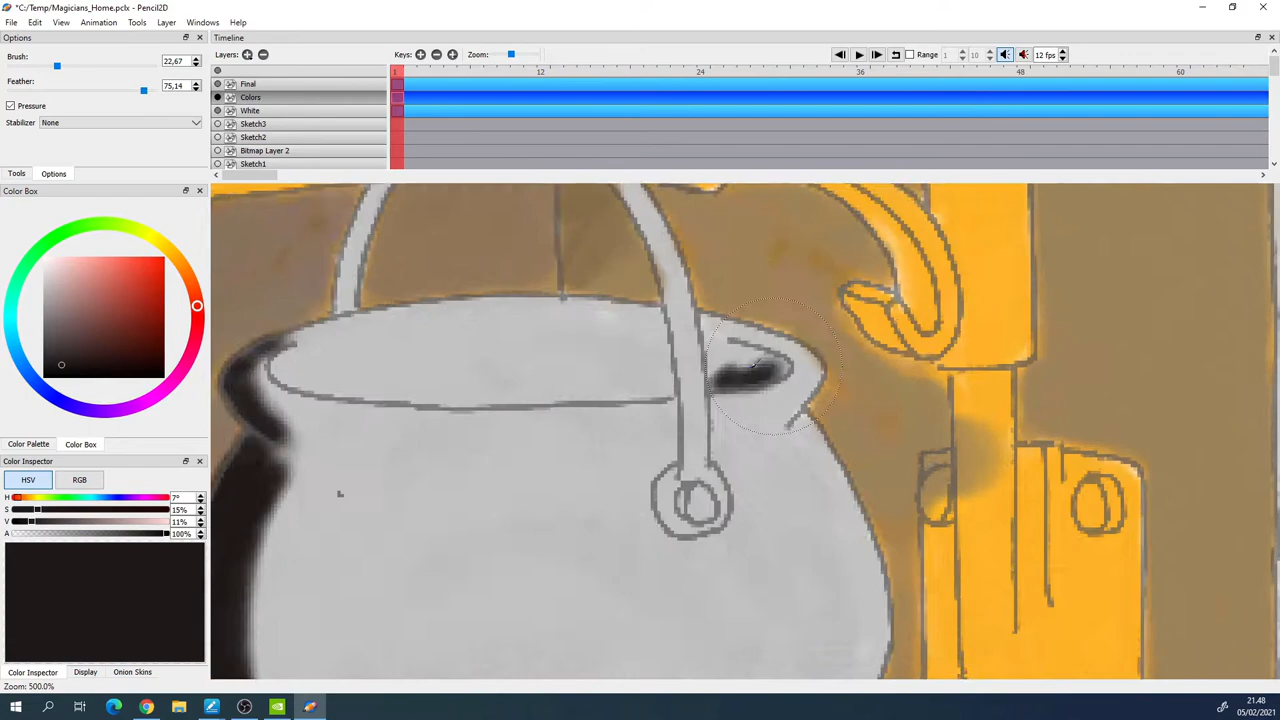 *C:/Temp/Magicians_Home.pclx - Pencil2D
File Edit View Animation Tools Layer Windows Help
Options
Brush:
22,67
Feather:
75,14
Pressure
Stabilizer None
Tools Options
Color Box
Color Palette Color Box
Color Inspector
HSV RGB
H 7°
S 15%
V 11%
A 100%
Color Inspector Display Onion Skins
Zoom: 500.0%
Timeline
Layers: Keys: Zoom: Range 1 10 12 fps
1 12 24 36 48 60
Final
Colors
White
Sketch3
Sketch2
Bitmap Layer 2
Sketch1
21.48
05/02/2021